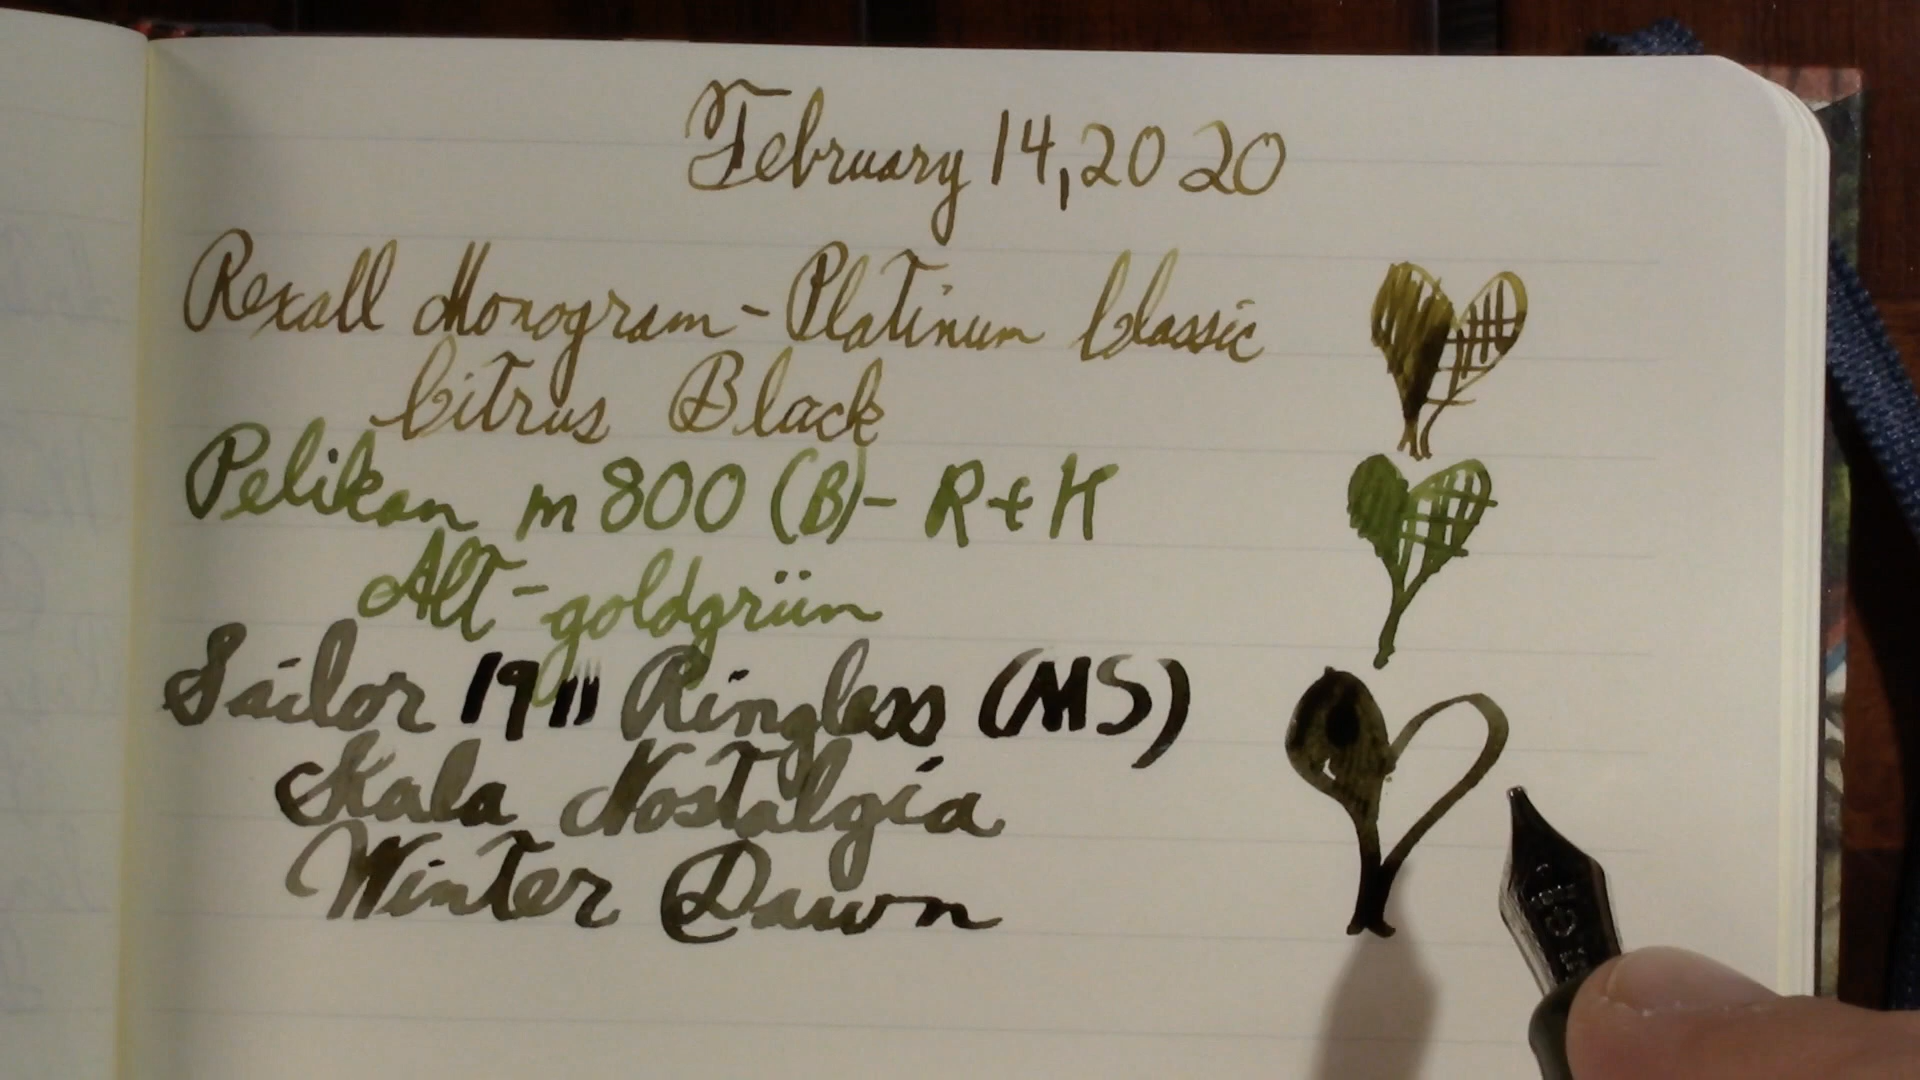 February 14, 2020
Rexall Monogram - Platinum Classic
Citrus Black
Pelikan m800 (B) - R+K
Alt-goldgrün
Sailor 1911 Ringless (MS)
Kala Nostalgia
Winter Dawn